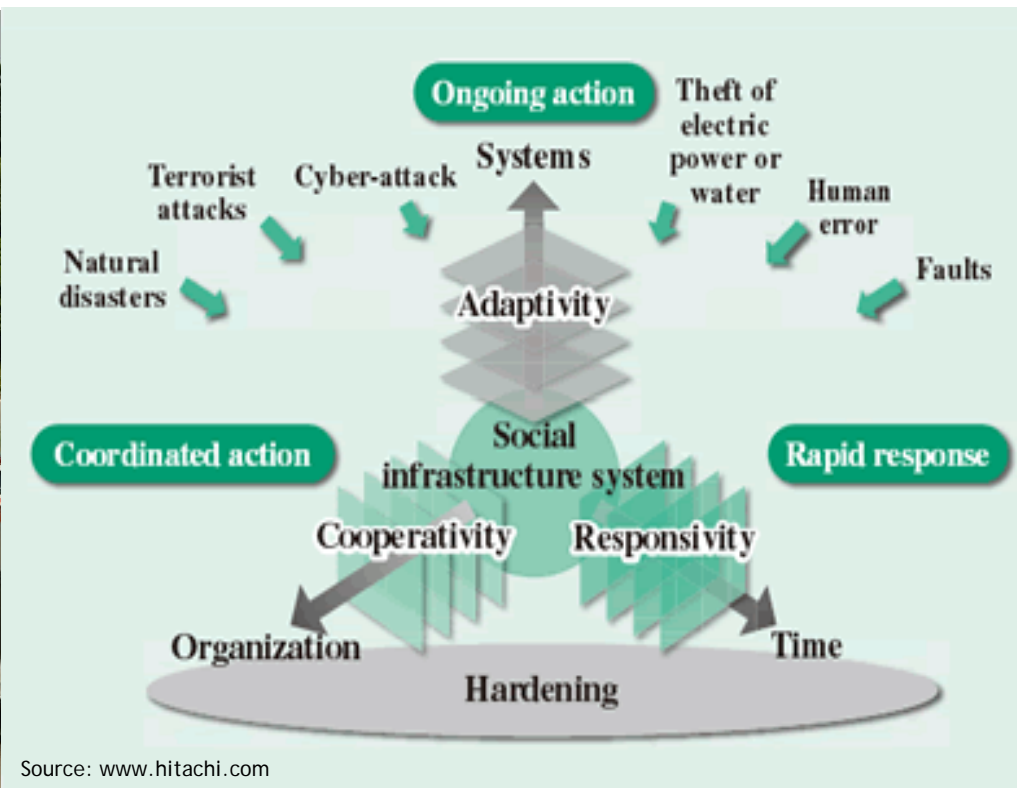 Ongoing action
Systems
Theft of
electric
power or
water
Terrorist
attacks
Cyber-attack
Human
error
Natural
disasters
Faults
Adaptivity
Social
infrastructure system
Coordinated action
Rapid response
Cooperativity
Responsivity
Organization
Time
Hardening
Source: www.hitachi.com